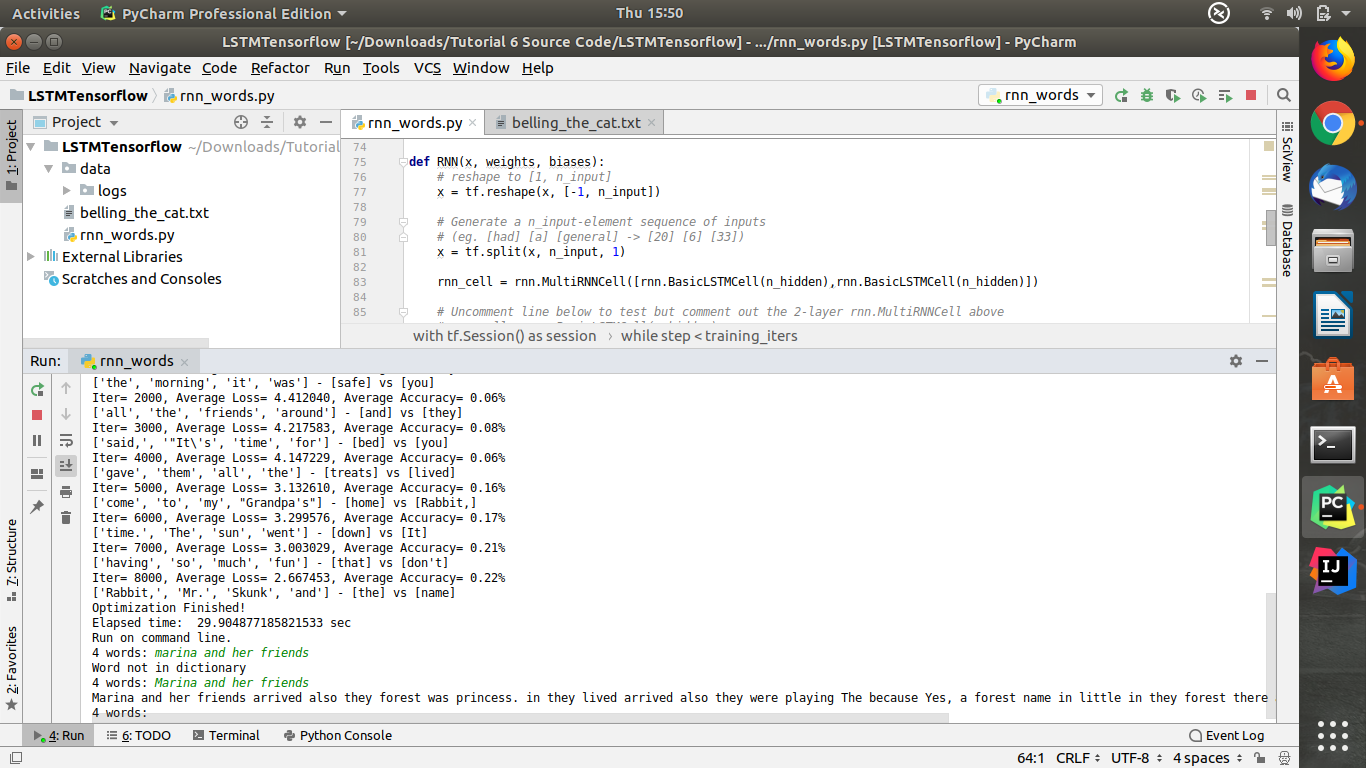 Activities PyCharm Professional Edition Thu 15:50
LSTMTensorflow [~/Downloads/Tutorial 6 Source Code/LSTMTensorflow] - .../rnn_words.py [LSTMTensorflow] - PyCharm
File Edit View Navigate Code Refactor Run Tools VCS Window Help
LSTMTensorflow rnn_words.py rnn_words
1: Project
Project
LSTMTensorflow ~/Downloads/Tutorial
data
logs
belling_the_cat.txt
rnn_words.py
External Libraries
Scratches and Consoles
rnn_words.py belling_the_cat.txt
74
75 def RNN(x, weights, biases):
76 # reshape to [1, n_input]
77 x = tf.reshape(x, [-1, n_input])
78
79 # Generate a n_input-element sequence of inputs
80 # (eg. [had] [a] [general] -> [20] [6] [33])
81 x = tf.split(x, n_input, 1)
82
83 rnn_cell = rnn.MultiRNNCell([rnn.BasicLSTMCell(n_hidden),rnn.BasicLSTMCell(n_hidden)])
84
85 # Uncomment line below to test but comment out the 2-layer rnn.MultiRNNCell above
with tf.Session() as session › while step < training_iters
SciView
Database
Run: rnn_words
['the', 'morning', 'it', 'was'] - [safe] vs [you]
Iter= 2000, Average Loss= 4.412040, Average Accuracy= 0.06%
['all', 'the', 'friends', 'around'] - [and] vs [they]
Iter= 3000, Average Loss= 4.217583, Average Accuracy= 0.08%
['said,', '"It\'s', 'time', 'for'] - [bed] vs [you]
Iter= 4000, Average Loss= 4.147229, Average Accuracy= 0.06%
['gave', 'them', 'all', 'the'] - [treats] vs [lived]
Iter= 5000, Average Loss= 3.132610, Average Accuracy= 0.16%
['come', 'to', 'my', "Grandpa's"] - [home] vs [Rabbit,]
Iter= 6000, Average Loss= 3.299576, Average Accuracy= 0.17%
['time.', 'The', 'sun', 'went'] - [down] vs [It]
Iter= 7000, Average Loss= 3.003029, Average Accuracy= 0.21%
['having', 'so', 'much', 'fun'] - [that] vs [don't]
Iter= 8000, Average Loss= 2.667453, Average Accuracy= 0.22%
['Rabbit,', 'Mr.', 'Skunk', 'and'] - [the] vs [name]
Optimization Finished!
Elapsed time:  29.904877185821533 sec
Run on command line.
4 words: marina and her friends
Word not in dictionary
4 words: Marina and her friends
Marina and her friends arrived also they forest was princess. in they lived arrived also they were playing The because Yes, a forest name in little in they forest there
4 words:
7: Structure
2: Favorites
4: Run 6: TODO Terminal Python Console Event Log
64:1 CRLF UTF-8 4 spaces
PC
IJ